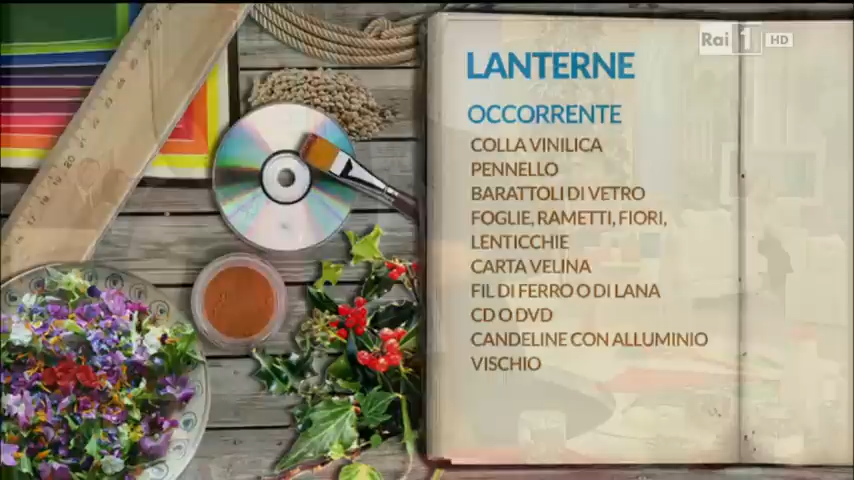 Rai 1 HD
LANTERNE
OCCORRENTE
COLLA VINILICA
PENNELLO
BARATTOLI DI VETRO
FOGLIE, RAMETTI, FIORI,
LENTICCHIE
CARTA VELINA
FIL DI FERRO O DI LANA
CD O DVD
CANDELINE CON ALLUMINIO
VISCHIO